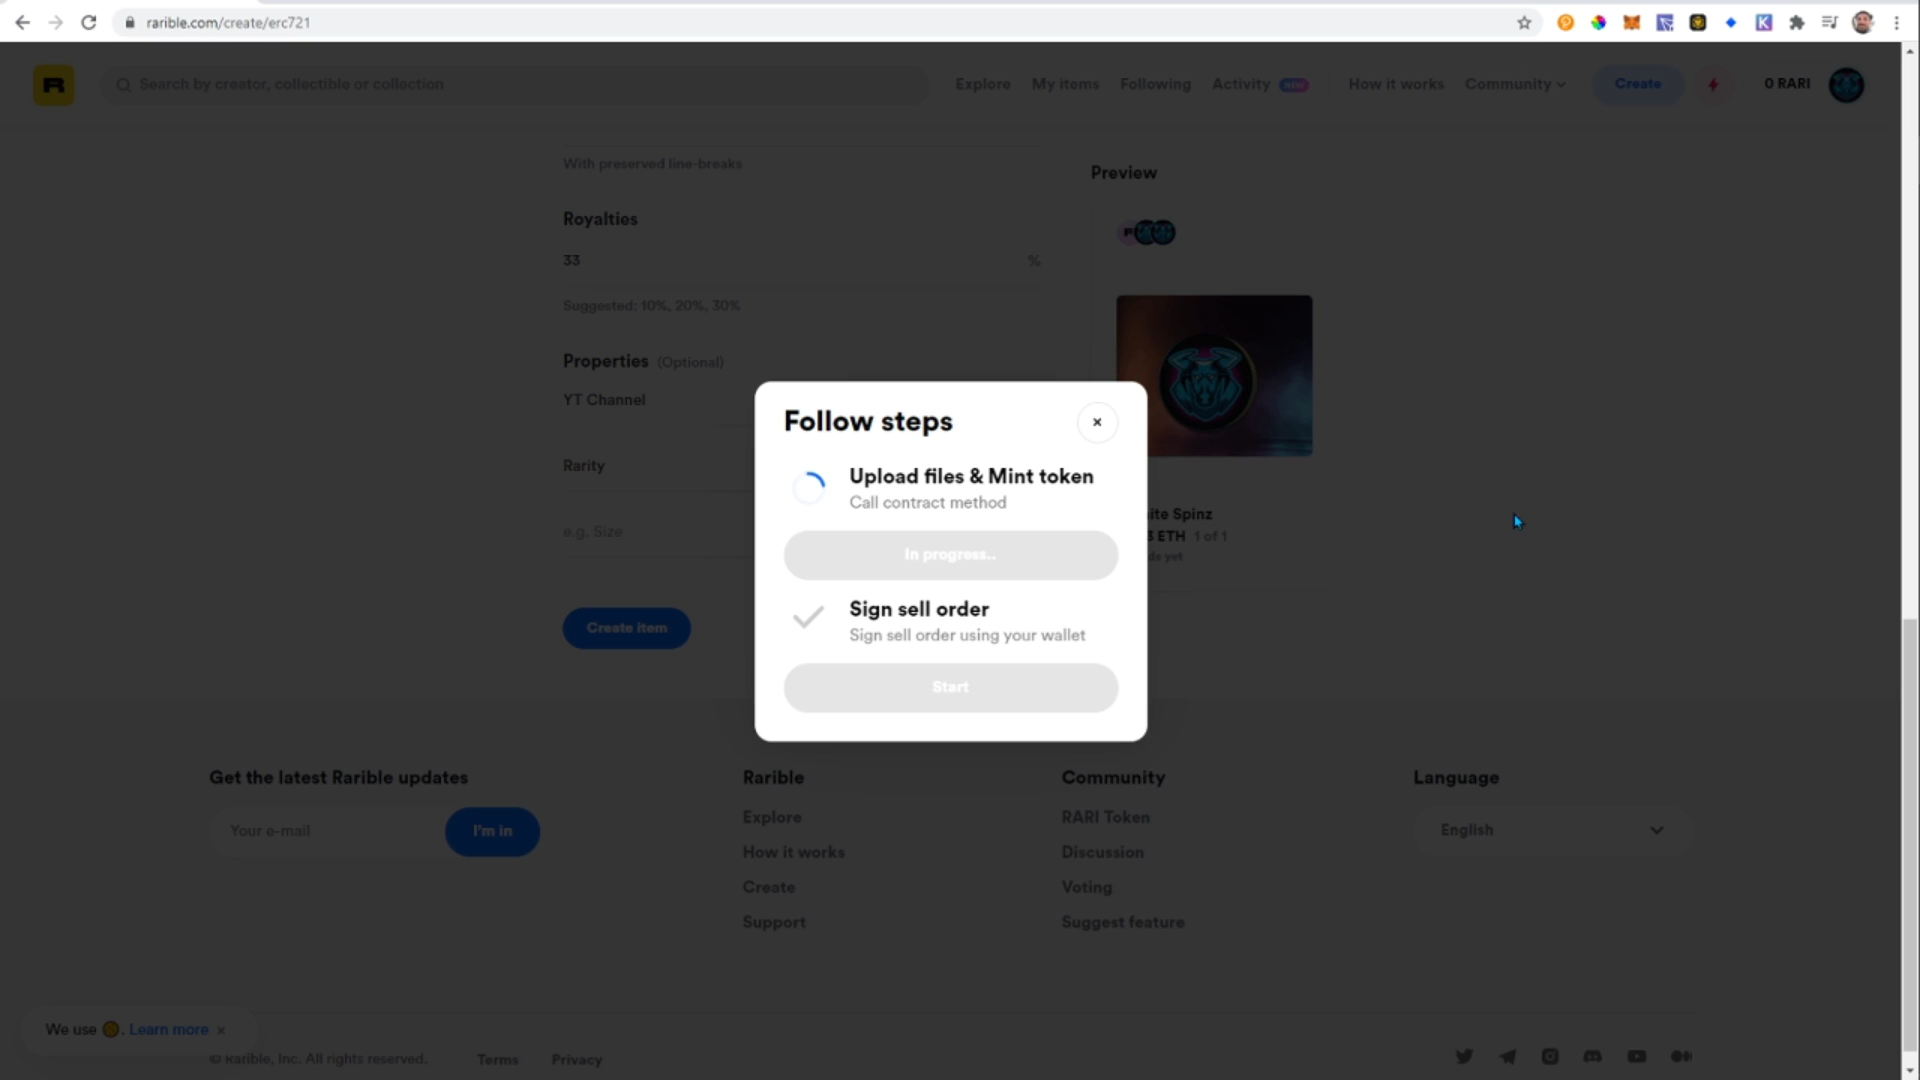 rarible.com/create/erc721
R
Search by creator, collectible or collection
Explore
My items
Following
Activity NEW
How it works
Community
Create
0 RARI
With preserved line-breaks
Royalties
33
%
Suggested: 10%, 20%, 30%
Properties (Optional)
YT Channel
Rarity
e.g. Size
Create item
Preview
Spinz
ETH 1 of 1
yet
Follow steps
×
Upload files & Mint token
Call contract method
In progress...
Sign sell order
Sign sell order using your wallet
Start
Get the latest Rarible updates
Your e-mail
I'm in
Rarible
Explore
How it works
Create
Support
Community
RARI Token
Discussion
Voting
Suggest feature
Language
English
We use . Learn more ×
© Rarible, Inc. All rights reserved.
Terms
Privacy